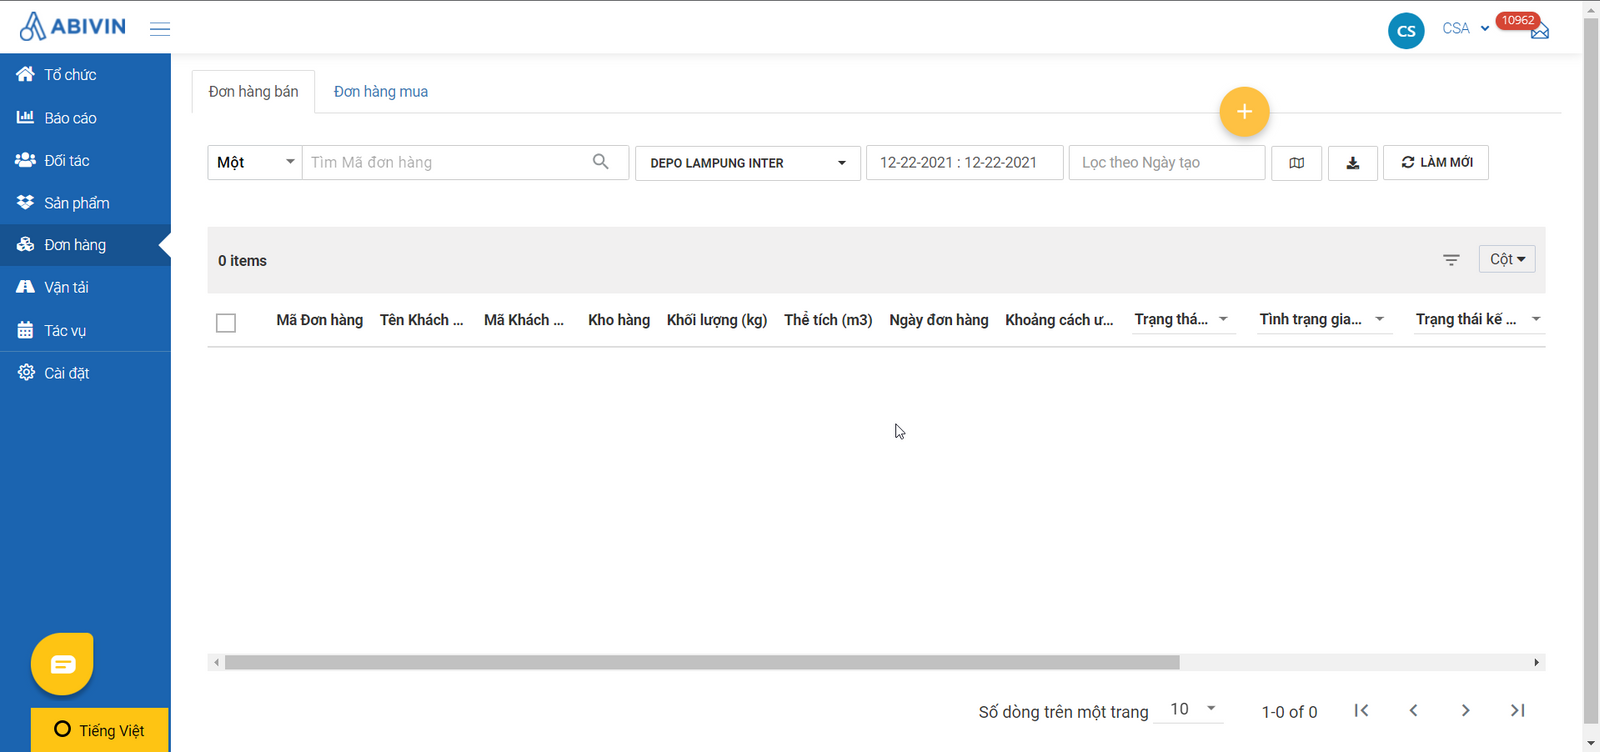 ABIVIN
CS
CSA
10962
Tổ chức
Báo cáo
Đối tác
Sản phẩm
Đơn hàng
Vận tải
Tác vụ
Cài đặt
Đơn hàng bán
Đơn hàng mua
+
Một
Tìm Mã đơn hàng
DEPO LAMPUNG INTER
12-22-2021 : 12-22-2021
Lọc theo Ngày tạo
LÀM MỚI
0 items
Cột
Mã Đơn hàng Tên Khách ... Mã Khách ... Kho hàng Khối lượng (kg) Thể tích (m3) Ngày đơn hàng Khoảng cách ư... Trạng thá... Tình trạng gia... Trạng thái kế ...
Số dòng trên một trang 10 1-0 of 0
Tiếng Việt